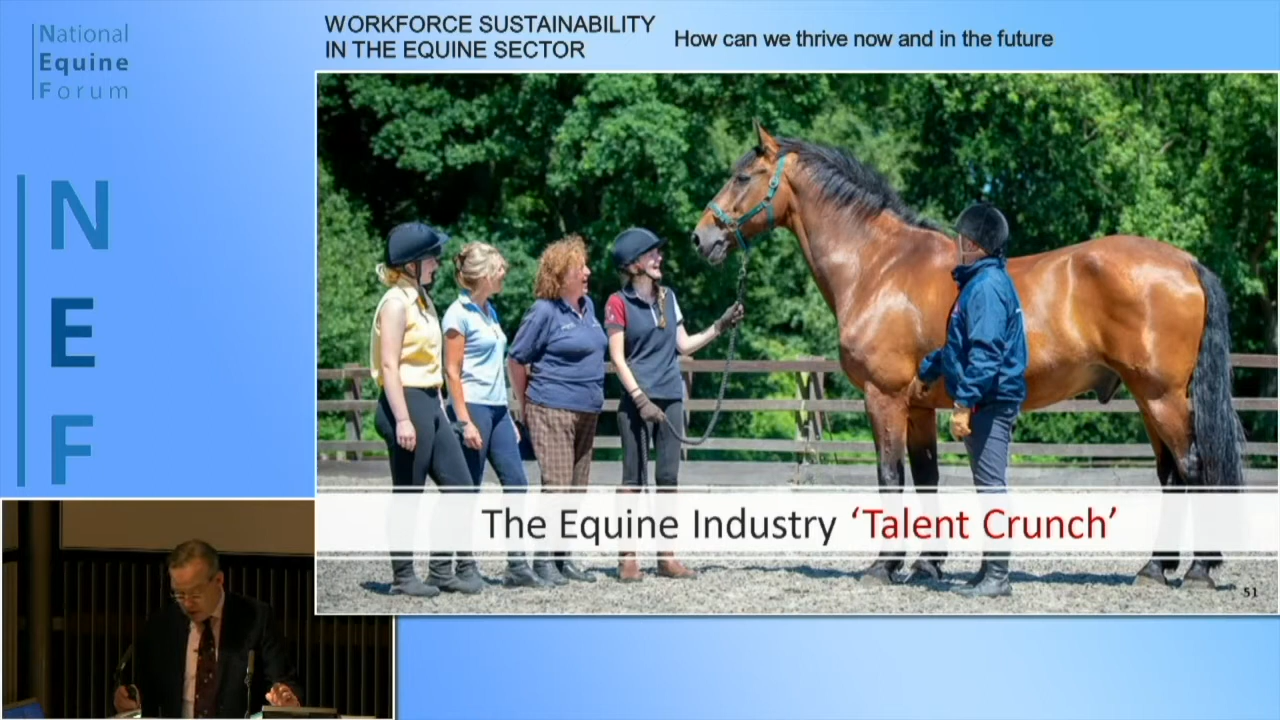 National
Equine
Forum
WORKFORCE SUSTAINABILITY
IN THE EQUINE SECTOR
How can we thrive now and in the future
N
E
F
The Equine Industry ‘Talent Crunch’
51